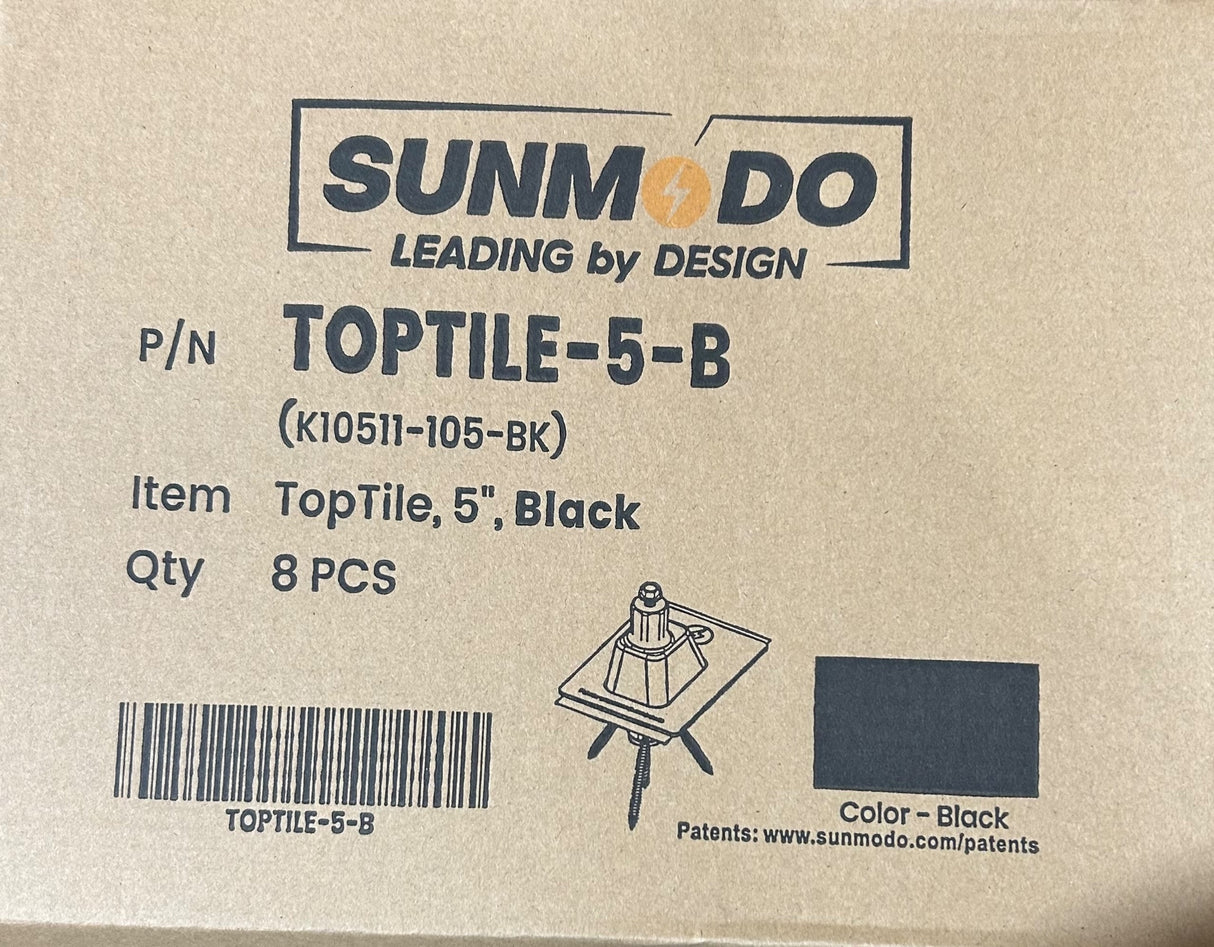 SUNMODO
LEADING by DESIGN
P/N TOPTILE-5-B
(K10511-105-BK)
Item TopTile, 5", Black
Qty 8 PCS
TOPTILE-5-B
Color - Black
Patents: www.sunmodo.com/patents